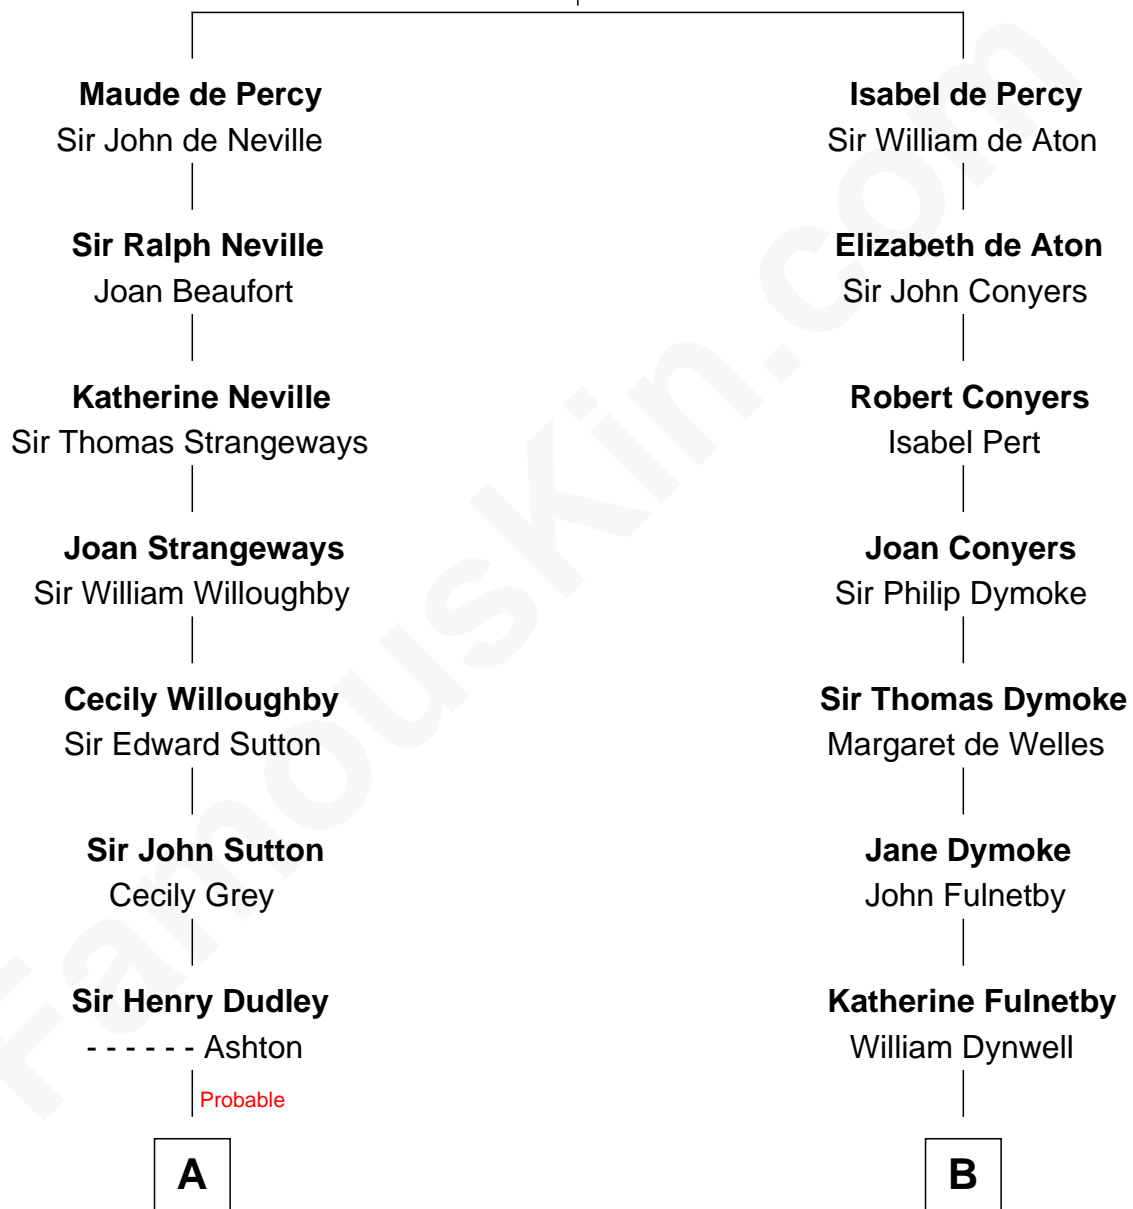 Maude de Percy
Sir John de Neville
Sir Ralph Neville
Joan Beaufort
Katherine Neville
Sir Thomas Strangeways
Joan Strangeways
Sir William Willoughby
Cecily Willoughby
Sir Edward Sutton
Sir John Sutton
Cecily Grey
Sir Henry Dudley
- - - - - - Ashton
Probable
A
Isabel de Percy
Sir William de Aton
Elizabeth de Aton
Sir John Conyers
Robert Conyers
Isabel Pert
Joan Conyers
Sir Philip Dymoke
Sir Thomas Dymoke
Margaret de Welles
Jane Dymoke
John Fulnetby
Katherine Fulnetby
William Dynwell
B
FamousKin.com